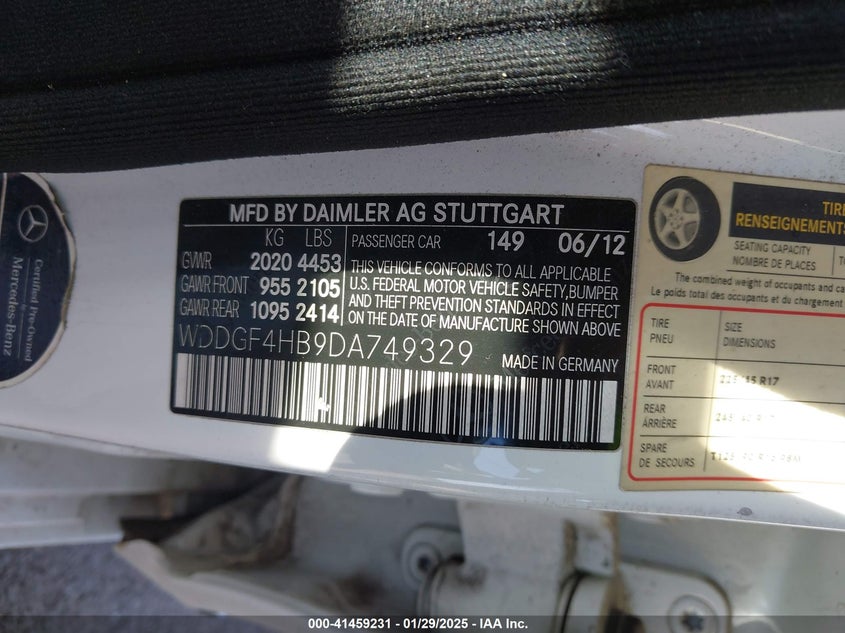 MFD BY DAIMLER AG STUTTGART
KG LBS
GVWR 2020 4453
GAWR FRONT 955 2105
GAWR REAR 1095 2414
PASSENGER CAR 149 06/12
THIS VEHICLE CONFORMS TO ALL APPLICABLE
U.S. FEDERAL MOTOR VEHICLE SAFETY,BUMPER
AND THEFT PREVENTION STANDARDS IN EFFECT
ON THE DATE OF MANUFACTURE SHOWN ABOVE
WDDGF4HB9DA749329 MADE IN GERMANY
Certified Pre-Owned
Mercedes-Benz
TIRE
RENSEIGNEMENTS
SEATING CAPACITY
NOMBRE DE PLACES
The combined weight of occupants and
Le poids total des occupants et du chargement
TIRE SIZE
PNEU DIMENSIONS
FRONT
AVANT
REAR
ARRIÈRE
SPARE
DE SECOURS
000-41459231 - 01/29/2025 - IAA Inc.